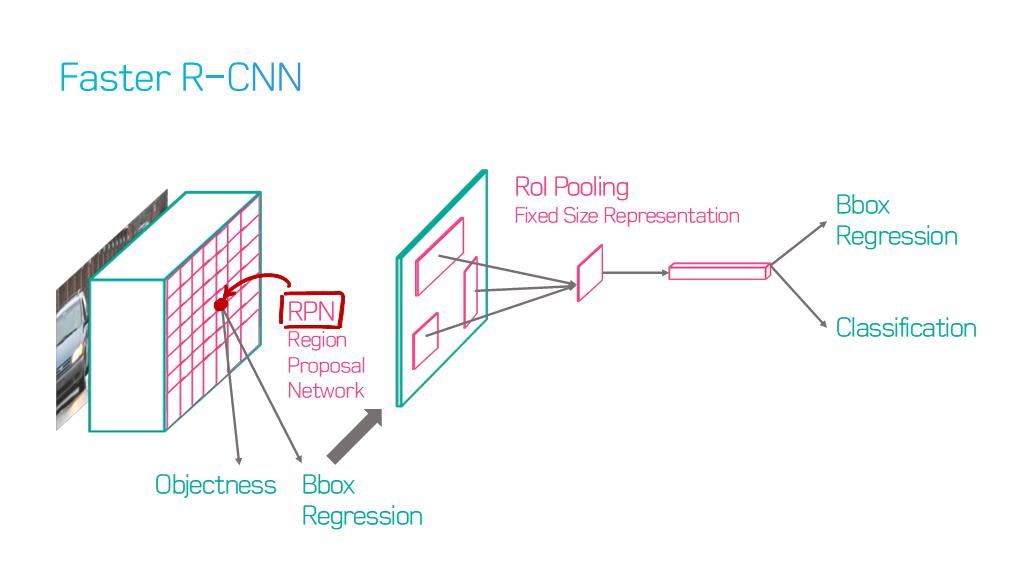 Faster R-CNN
RoI Pooling
Fixed Size Representation
Bbox
Regression
Classification
RPN
Region
Proposal
Network
Objectness
Bbox
Regression